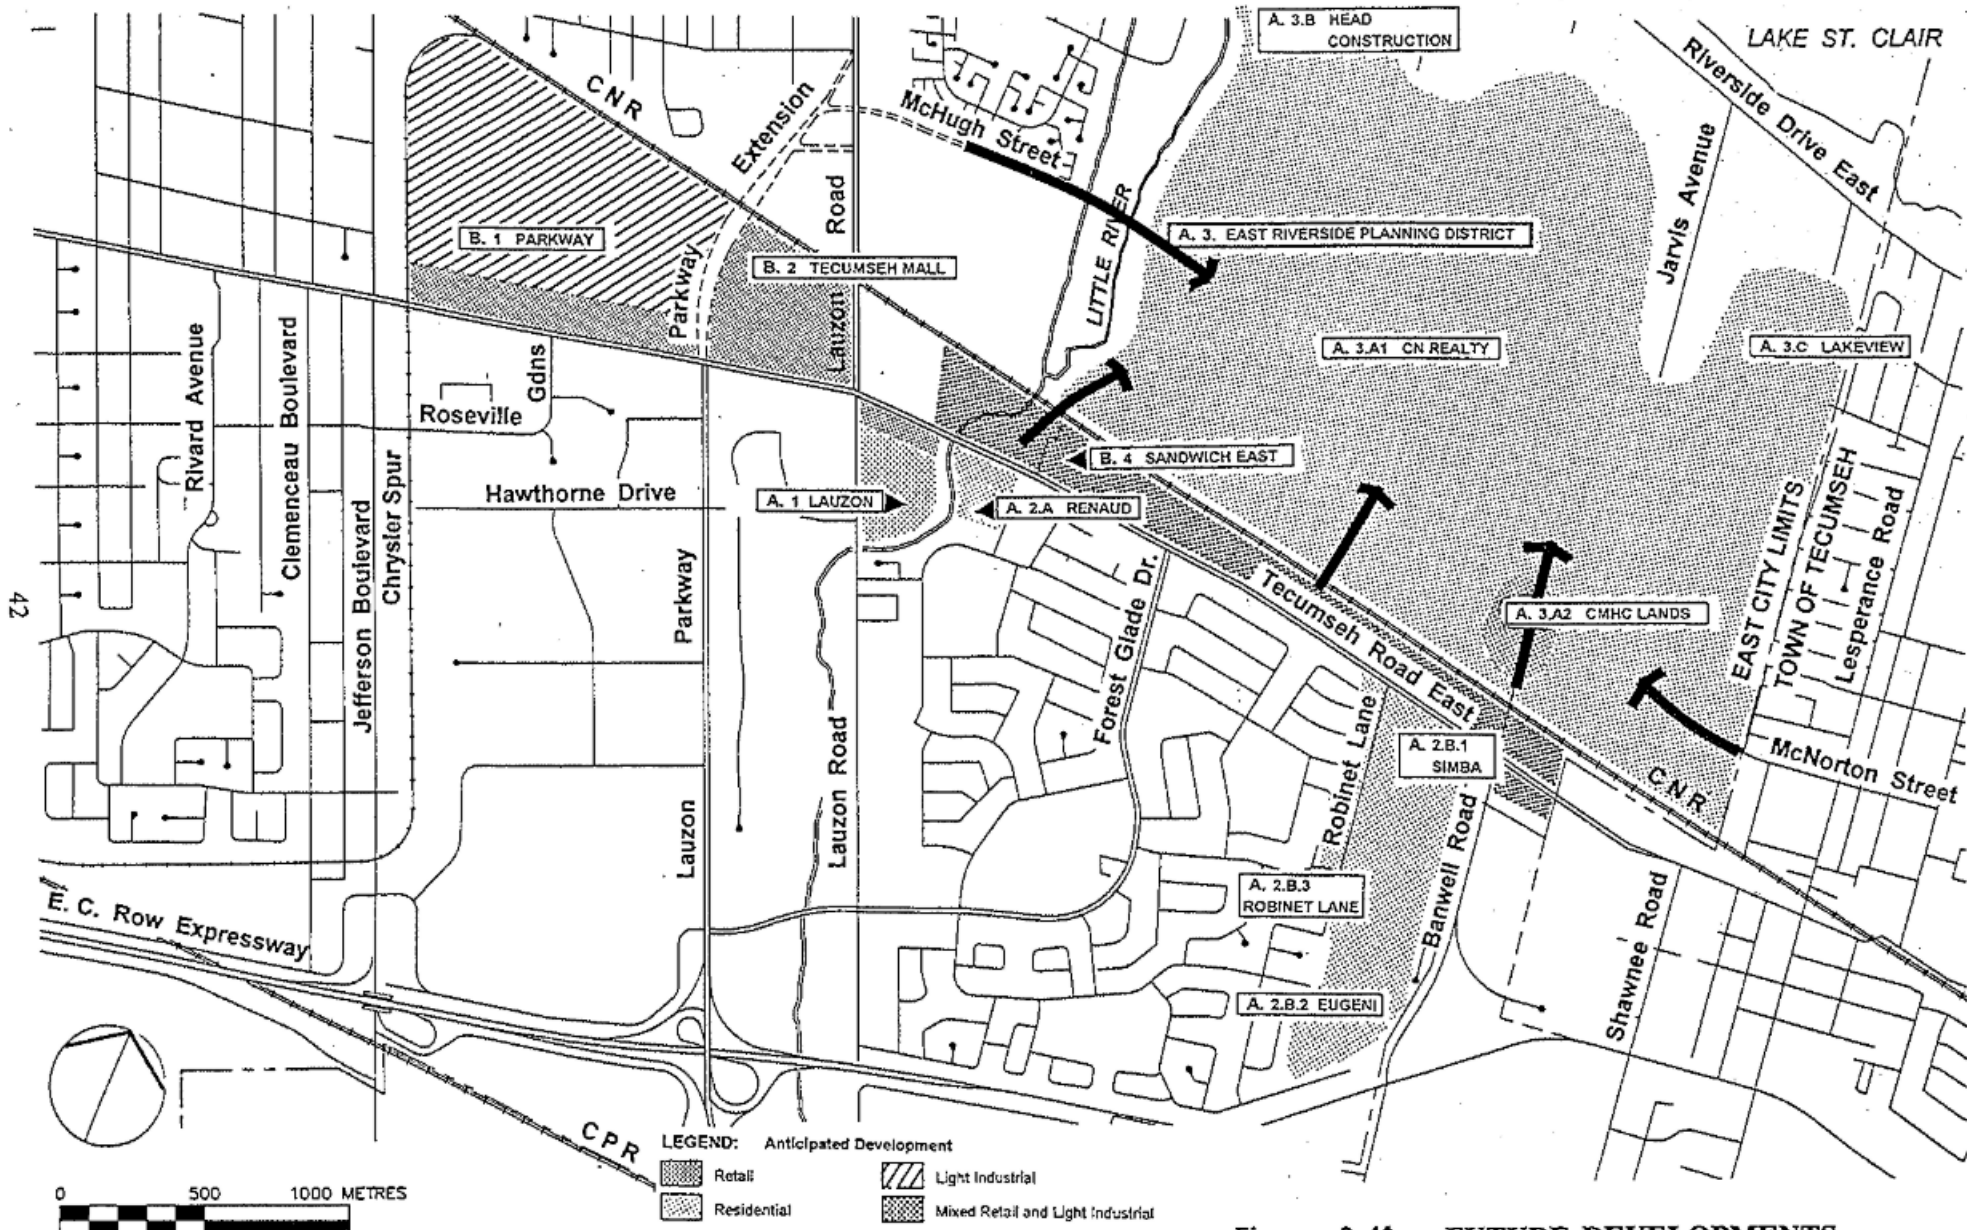 A. 3.B HEAD
CONSTRUCTION
LAKE ST. CLAIR
Riverside Drive East
CNR
Extension
McHugh Street
Road
LITTLE RIVER
Jarvis Avenue
B. 1 PARKWAY
A. 3. EAST RIVERSIDE PLANNING DISTRICT
B. 2 TECUMSEH MALL
Parkway
Lauzon
A. 3.A1 CN REALTY
A. 3.C LAKEVIEW
Rivard Avenue
Clemenceau Boulevard
Gdns
Roseville
Chrysler Spur
B. 4 SANDWICH EAST
Hawthorne Drive
A. 1 LAUZON
A. 2.A RENAUD
EAST CITY LIMITS
TOWN OF TECUMSEH
Lesperance Road
Jefferson Boulevard
Parkway
Forest Glade Dr.
Tecumseh Road East
A. 3.A2 CMHC LANDS
42
Lauzon Road
Robinet Lane
A. 2.B.1
SIMBA
McNorton Street
CNR
Lauzon
Banwell Road
A. 2.B.3
ROBINET LANE
Shawnee Road
E. C. Row Expressway
A. 2.B.2 EUGENI
CPR
LEGEND: Anticipated Development
Retail
Light Industrial
Residential
Mixed Retail and Light Industrial
0 500 1000 METRES
FUTURE DEVELOPMENTS